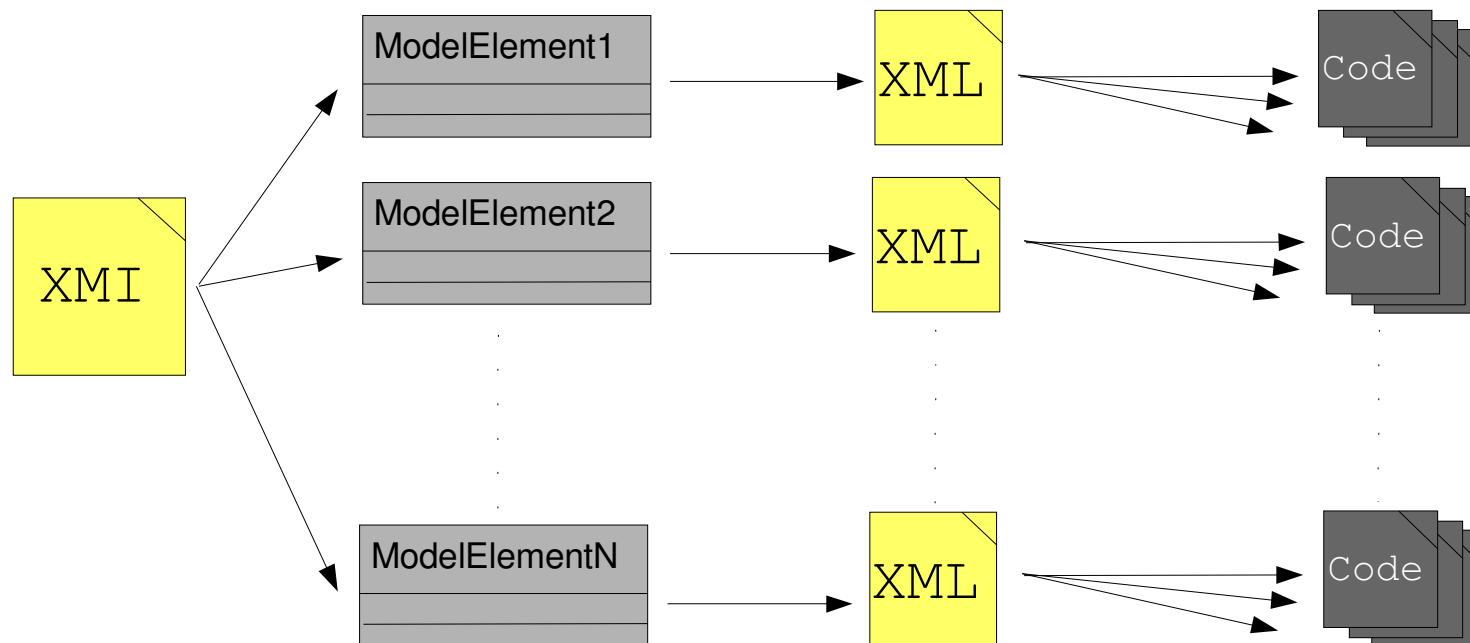 ModelElement1
XML
Code
ModelElement2
XML
Code
XMI
ModelElementN
XML
Code